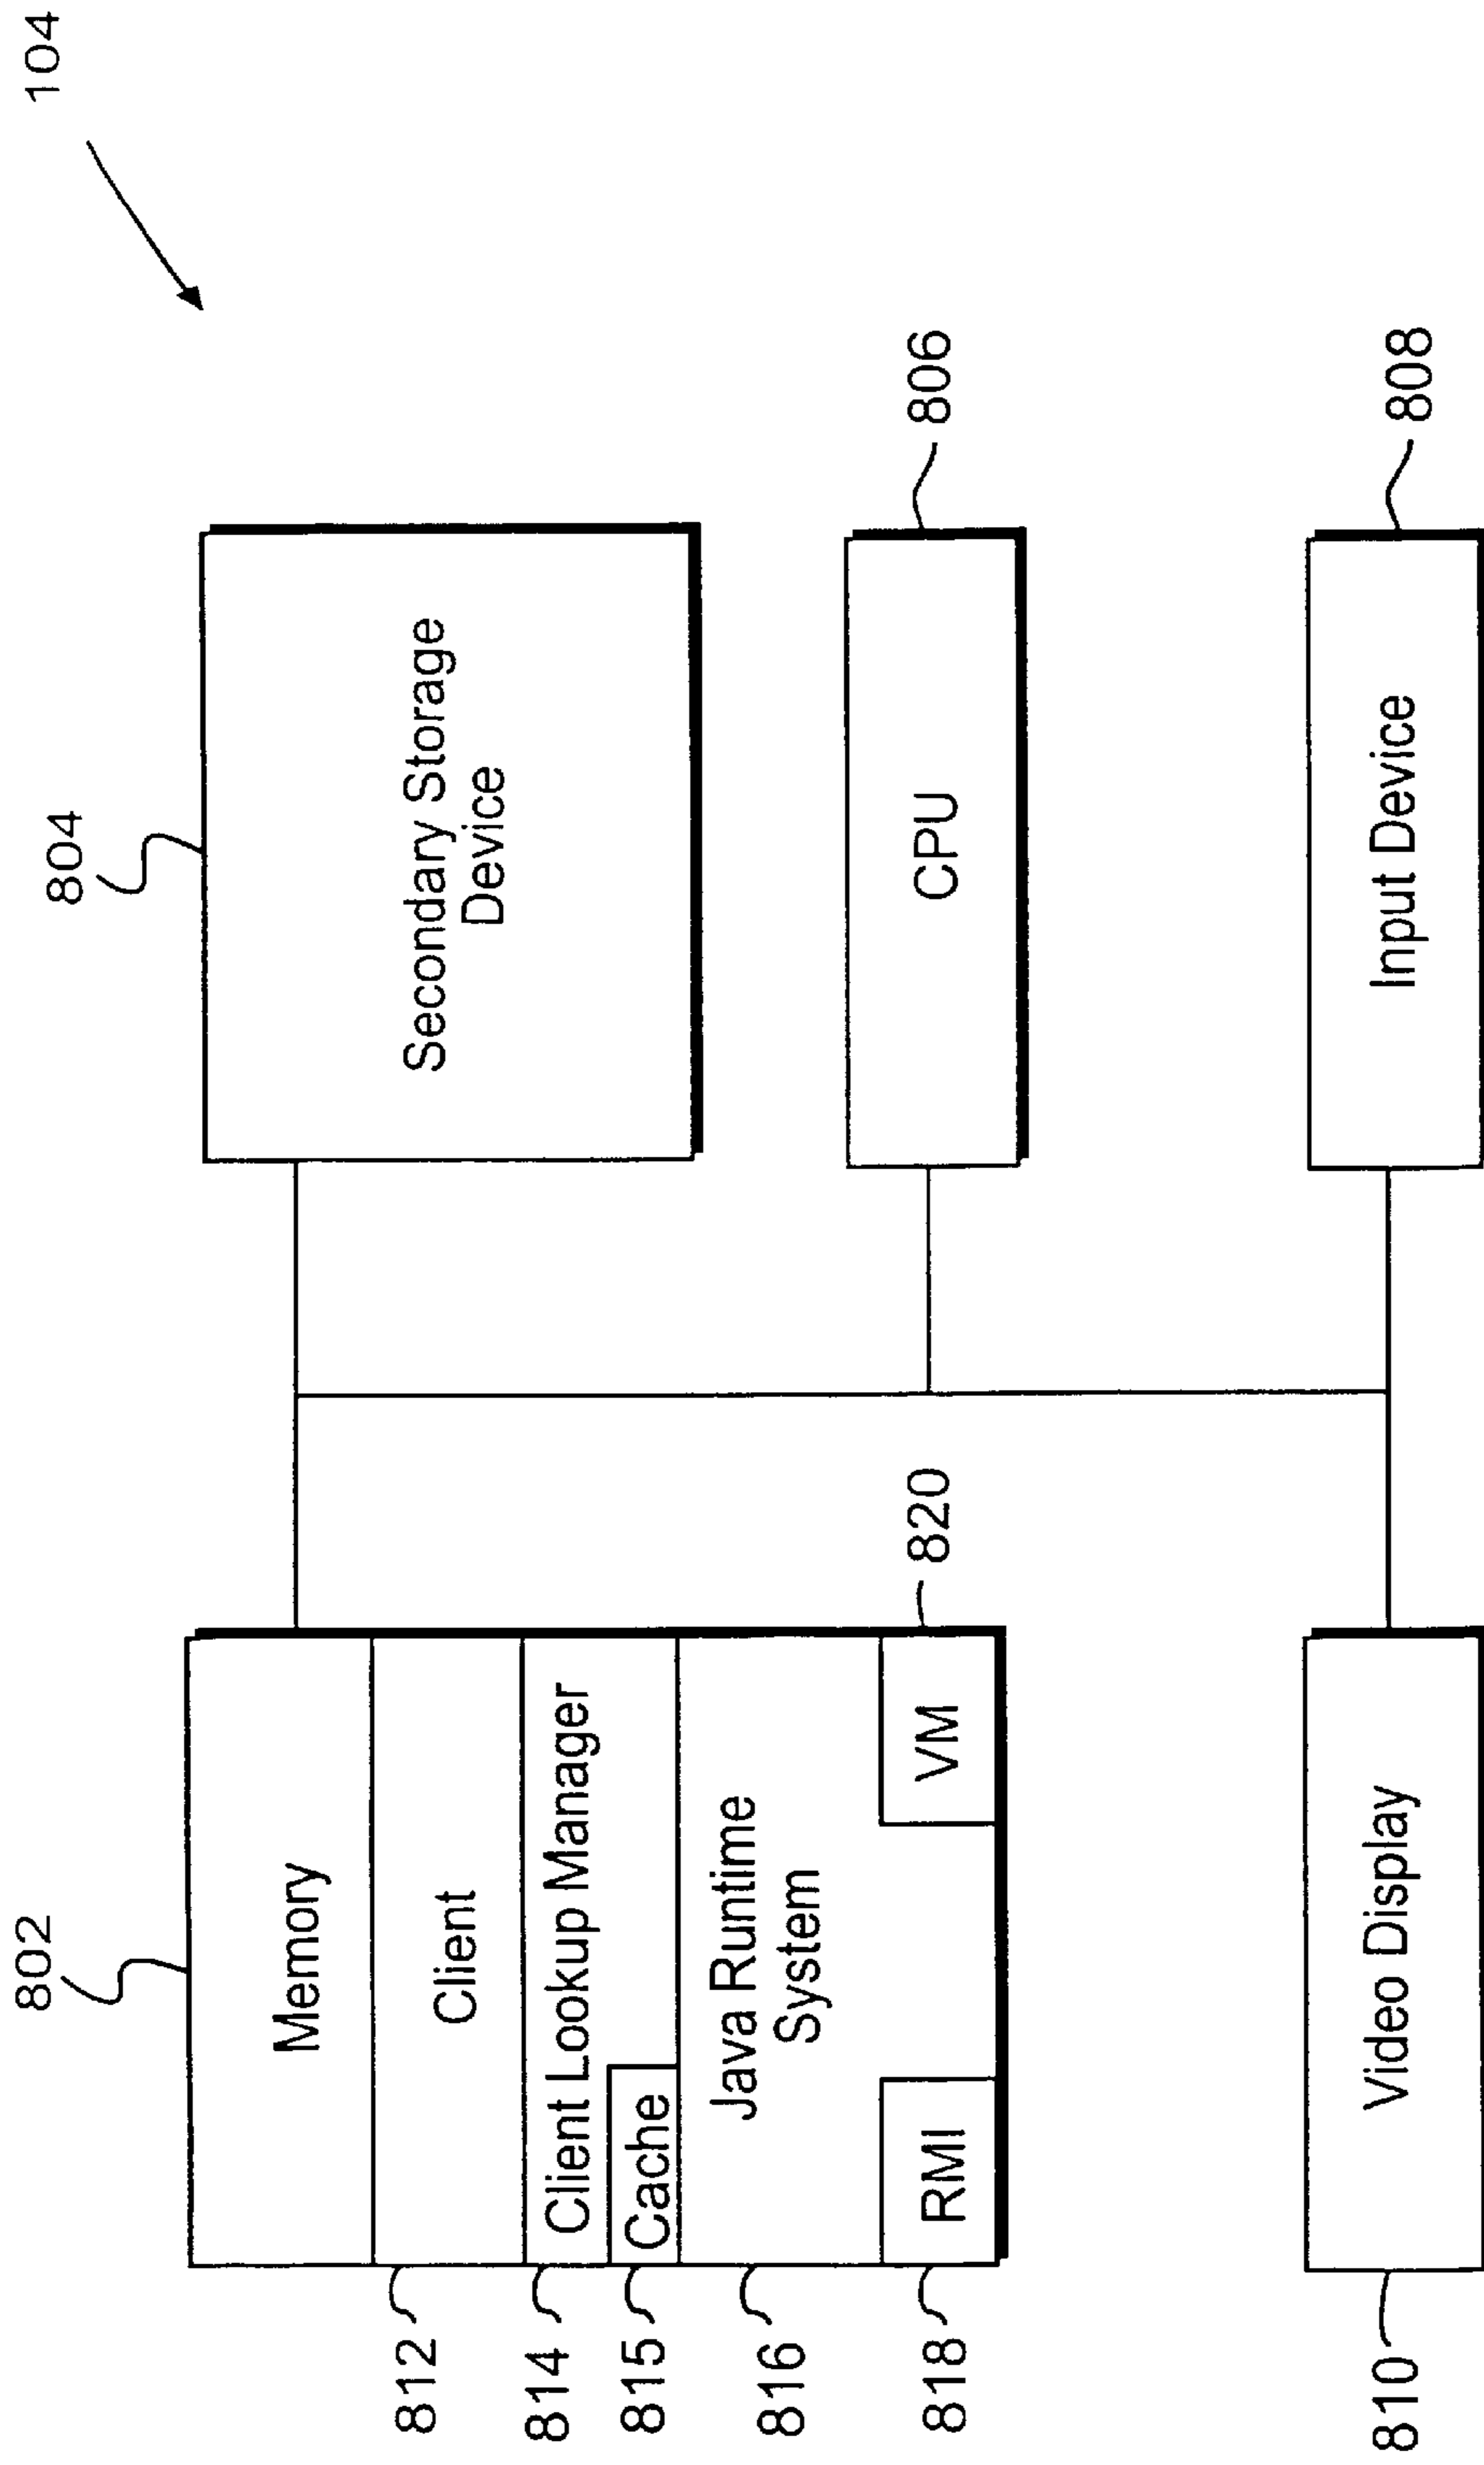 104
802
Memory
804
Secondary Storage
Device
812
Client
814
Client Lookup Manager
815
Cache
816
Java Runtime
System
818
RMI
VM
820
CPU
806
810
Video Display
Input Device
808